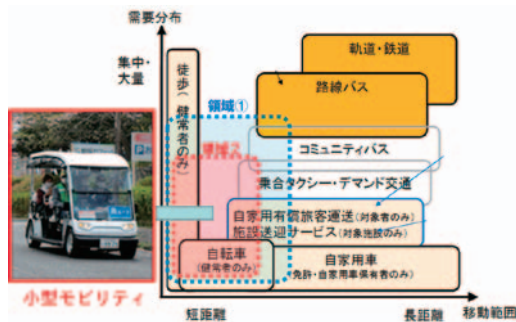 需要分布
集中・
大量
徒歩(健常者のみ)
領域①
軌道・鉄道
路線バス
コミュニティバス
乗合タクシー・デマンド交通
自家用有償旅客運送(対象者のみ)
施設送迎サービス(対象施設のみ)
自転車
(健常者のみ)
自家用車
(免許・自家用車保有者のみ)
小型モビリティ
短距離
長距離
移動範囲